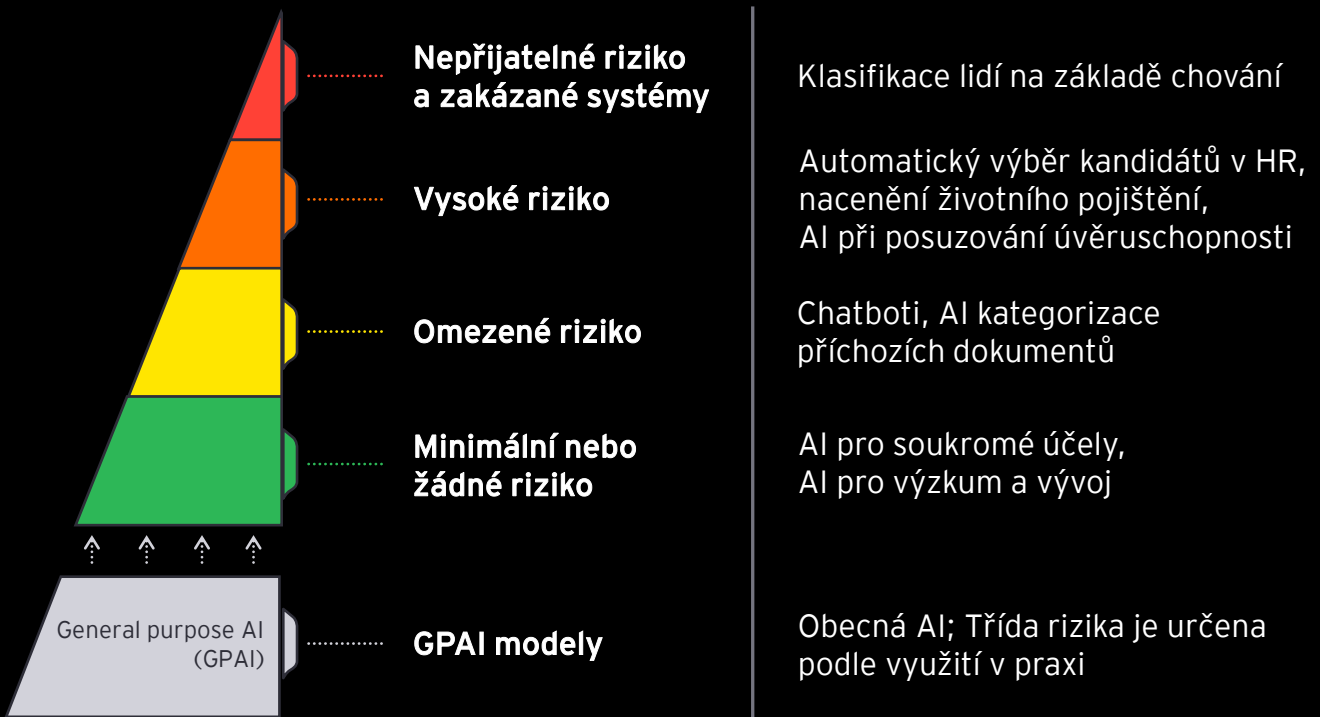 Nepřijatelné riziko
a zakázané systémy
Klasifikace lidí na základě chování
Vysoké riziko
Automatický výběr kandidátů v HR,
nacenění životního pojištění,
AI při posuzování úvěruschopnosti
Omezené riziko
Chatboti, AI kategorizace
příchozích dokumentů
Minimální nebo
žádné riziko
AI pro soukromé účely,
AI pro výzkum a vývoj
General purpose AI
(GPAI)
GPAI modely
Obecná AI; Třída rizika je určena
podle využití v praxi